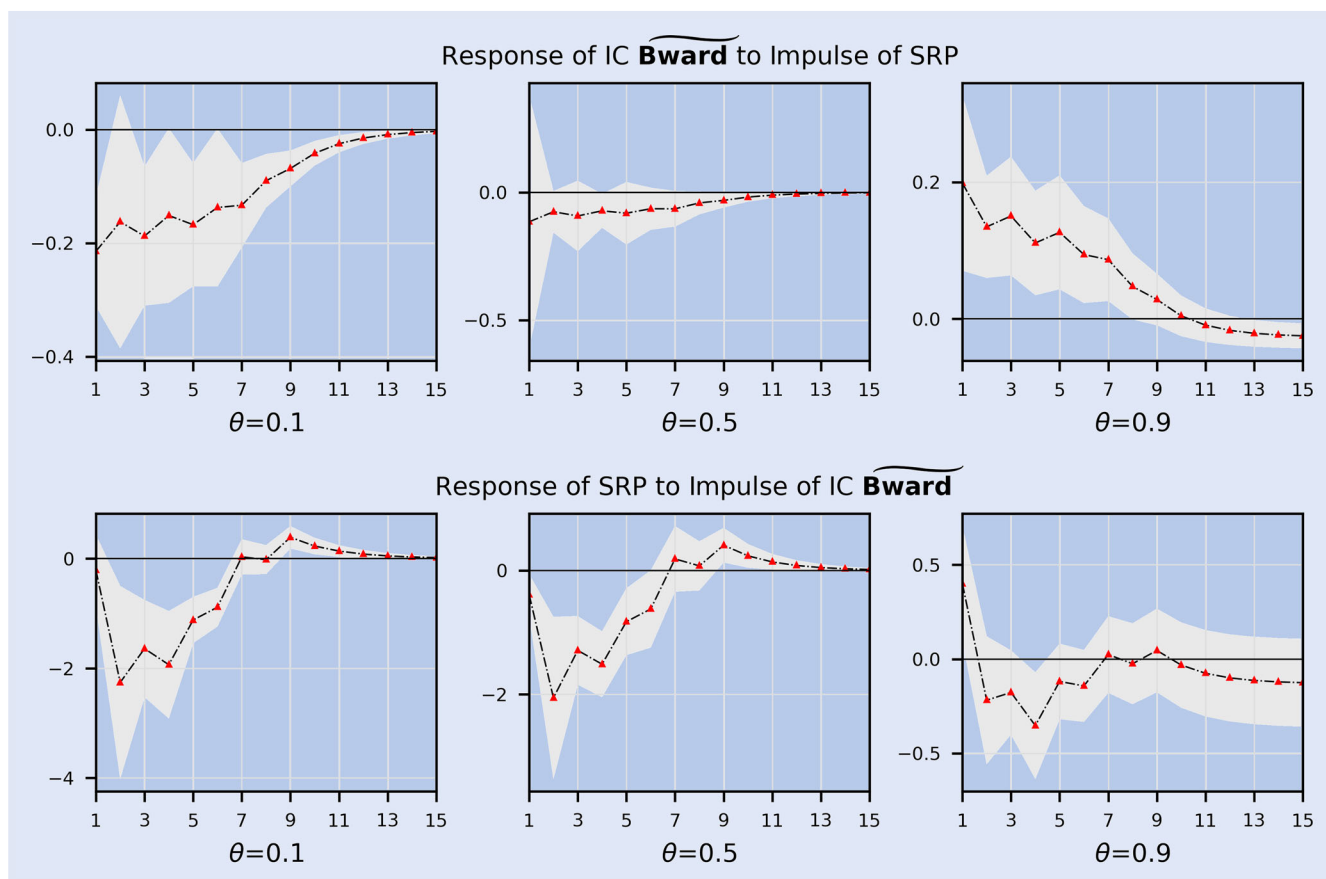 Response of IC Bward to Impulse of SRP
0.0
−0.2
−0.4
1 3 5 7 9 11 13 15
θ=0.1
0.0
−0.5
1 3 5 7 9 11 13 15
θ=0.5
0.2
0.0
1 3 5 7 9 11 13 15
θ=0.9
Response of SRP to Impulse of IC Bward
0
−2
−4
1 3 5 7 9 11 13 15
θ=0.1
0
−2
1 3 5 7 9 11 13 15
θ=0.5
0.5
0.0
−0.5
1 3 5 7 9 11 13 15
θ=0.9